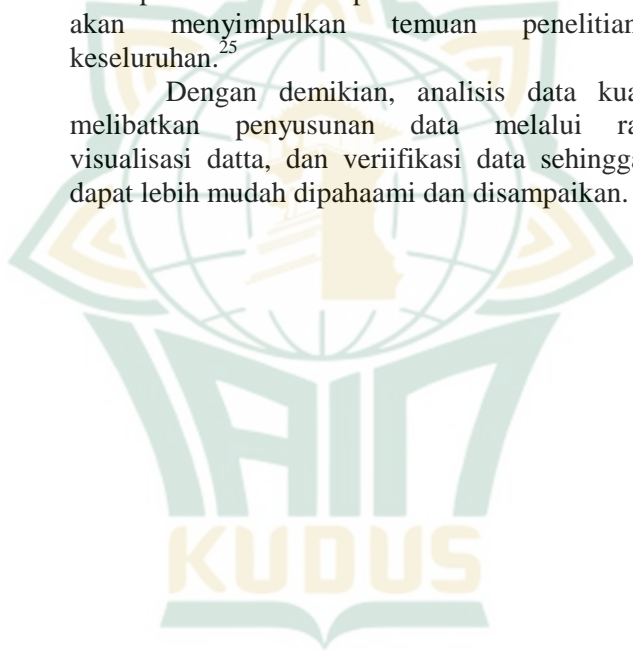 akan menyimpulkan temuan penelitian
keseluruhan.25
Dengan demikian, analisis data kua
melibatkan penyusunan data melalui ra
visualisasi datta, dan veriifikasi data sehingga
dapat lebih mudah dipahaami dan disampaikan.
IAIN
KUDUS